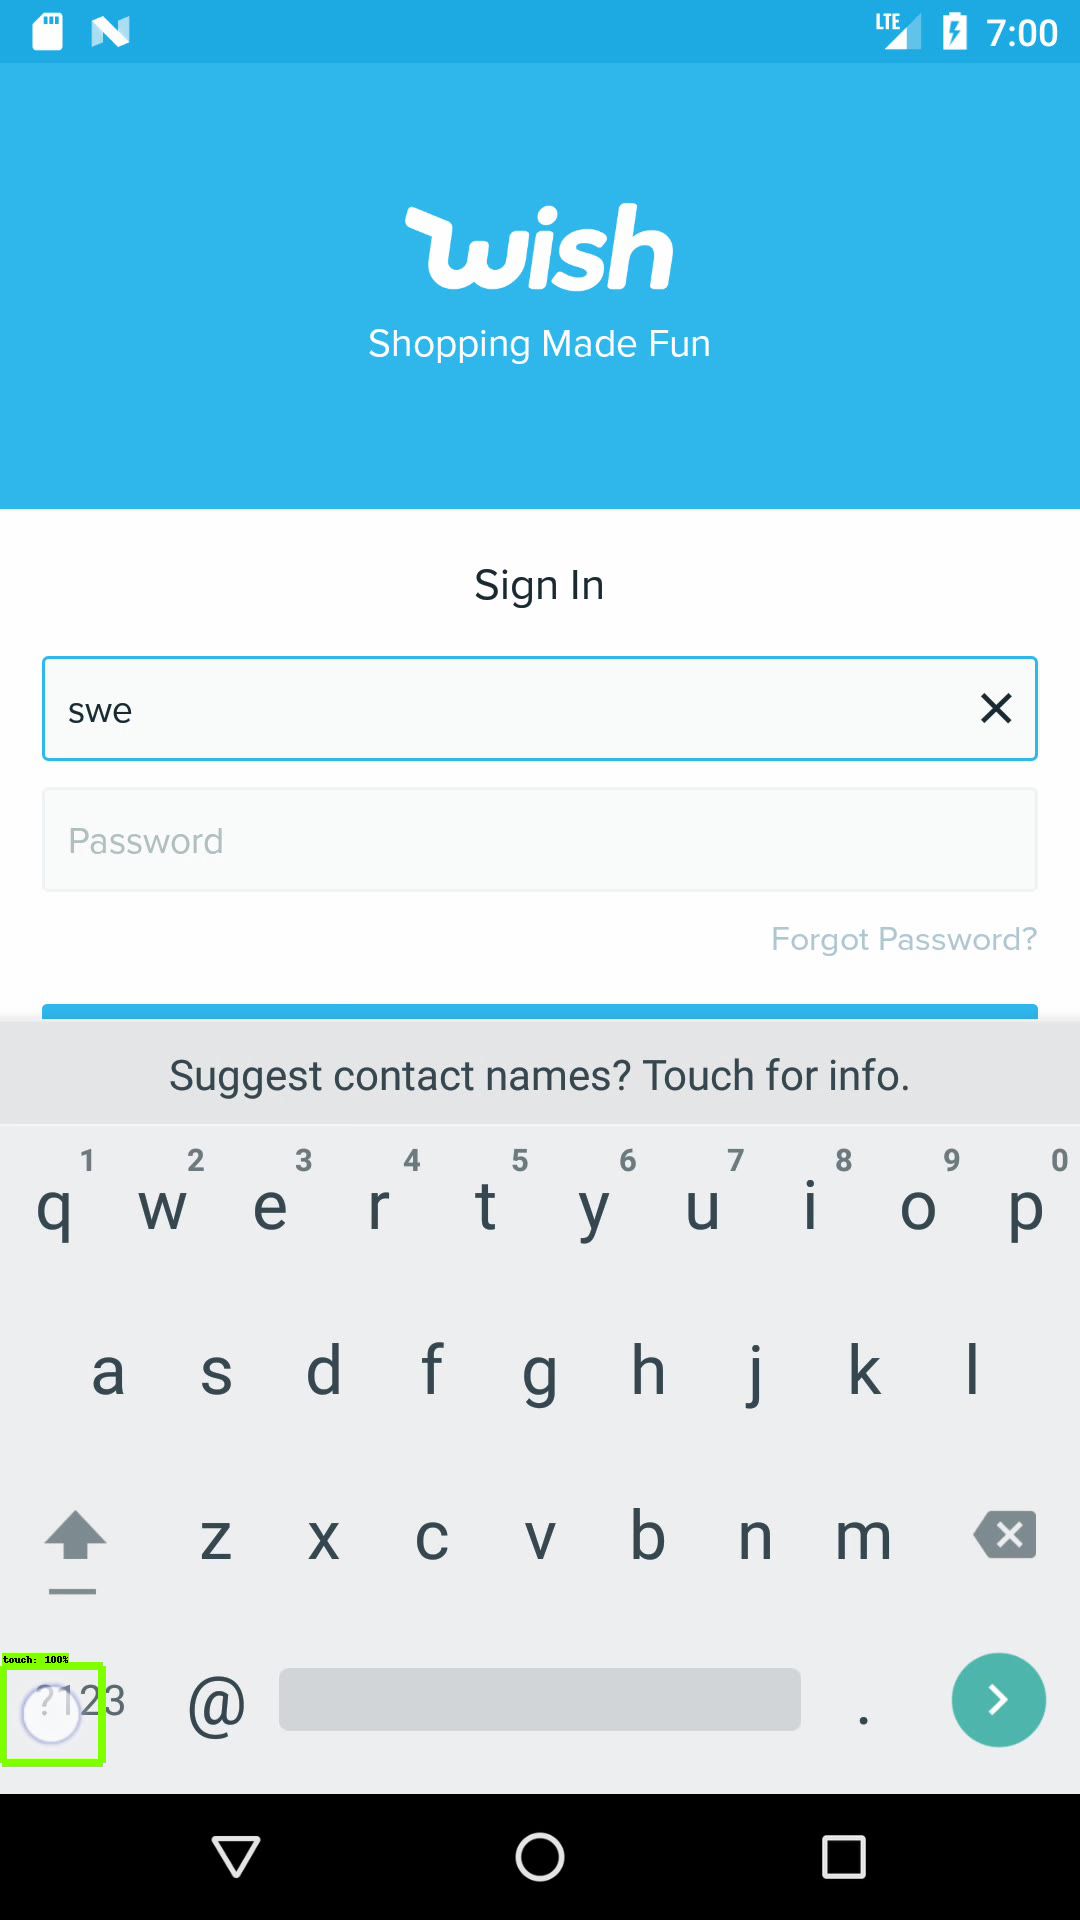 LTE 7:00
wish
Shopping Made Fun
Sign In
swe
Password
Forgot Password?
Suggest contact names? Touch for info.
1 2 3 4 5 6 7 8 9 0
q w e r t y u i o p
a s d f g h j k l
z x c v b n m
touch: 100%
?123 @ .